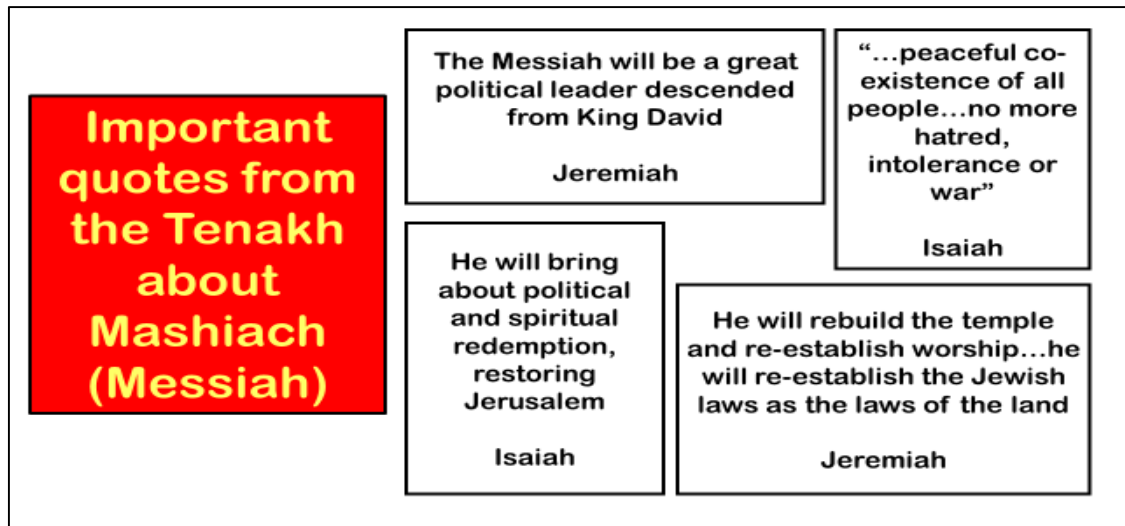 Important
quotes from
the Tenakh
about
Mashiach
(Messiah)
The Messiah will be a great
political leader descended
from King David
Jeremiah
“...peaceful co-
existence of all
people...no more
hatred,
intolerance or
war”
Isaiah
He will bring
about political
and spiritual
redemption,
restoring
Jerusalem
Isaiah
He will rebuild the temple
and re-establish worship...he
will re-establish the Jewish
laws as the laws of the land
Jeremiah